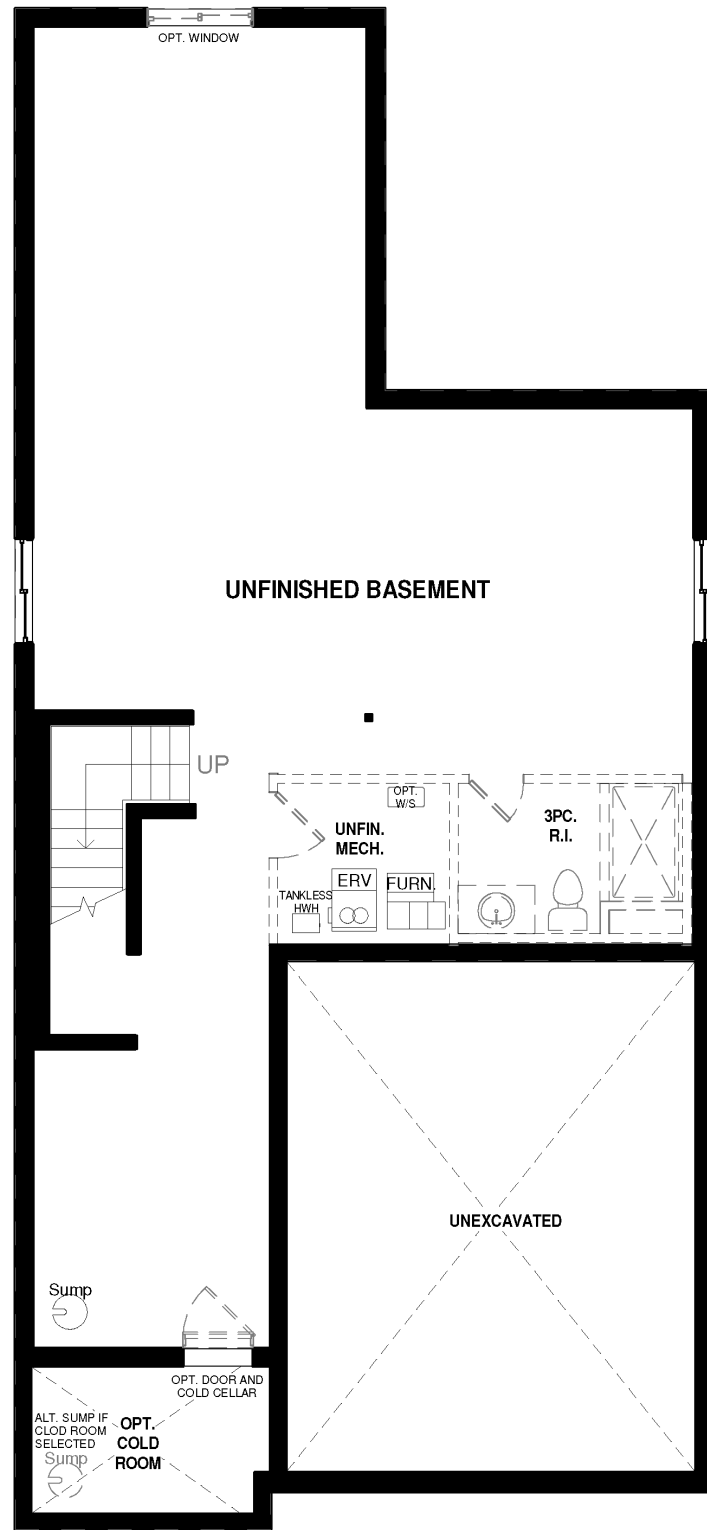 OPT. WINDOW
UNFINISHED BASEMENT
UP
OPT.
W/S
UNFIN.
MECH.
3PC.
R.I.
ERV
FURN.
TANKLESS
HWH
UNEXCAVATED
Sump
OPT. DOOR AND
COLD CELLAR
ALT. SUMP IF
CLOD ROOM
SELECTED
Sump
OPT.
COLD
ROOM